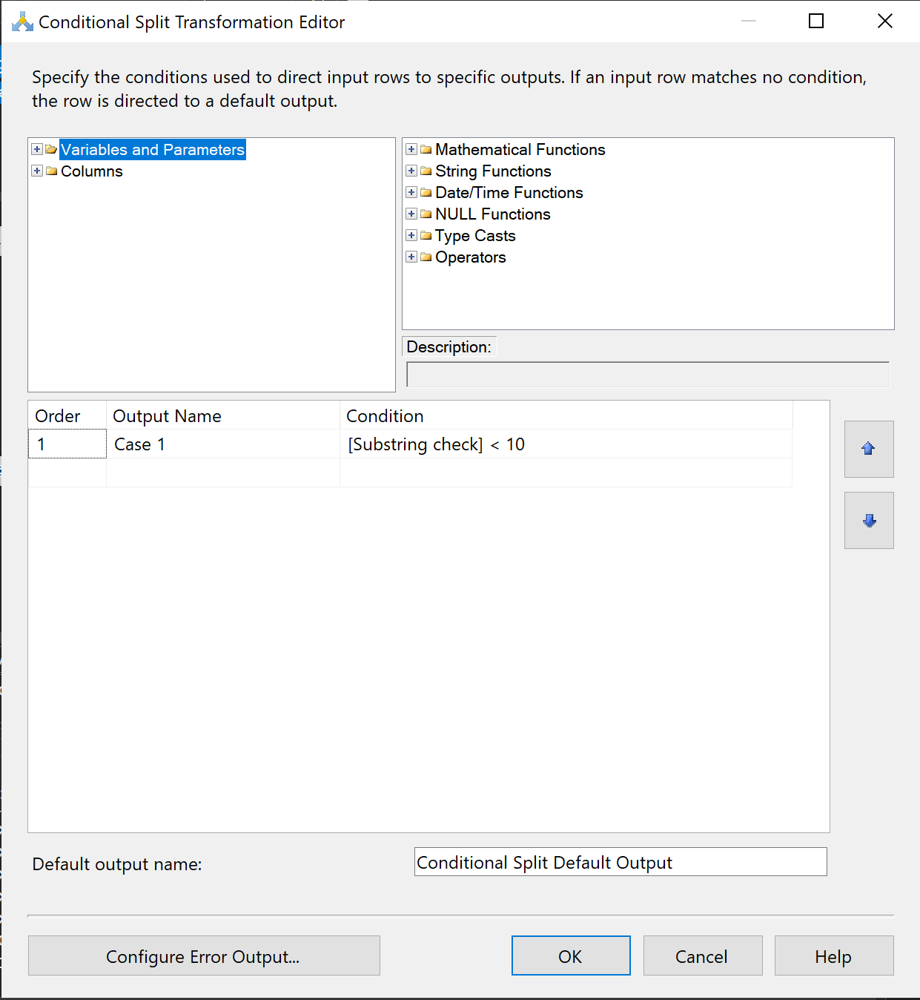 Conditional Split Transformation Editor
Specify the conditions used to direct input rows to specific outputs. If an input row matches no condition,
the row is directed to a default output.
Variables and Parameters
Columns
Mathematical Functions
String Functions
Date/Time Functions
NULL Functions
Type Casts
Operators
Description:
Order Output Name Condition
1 Case 1 [Substring check] < 10
Default output name: Conditional Split Default Output
Configure Error Output... OK Cancel Help